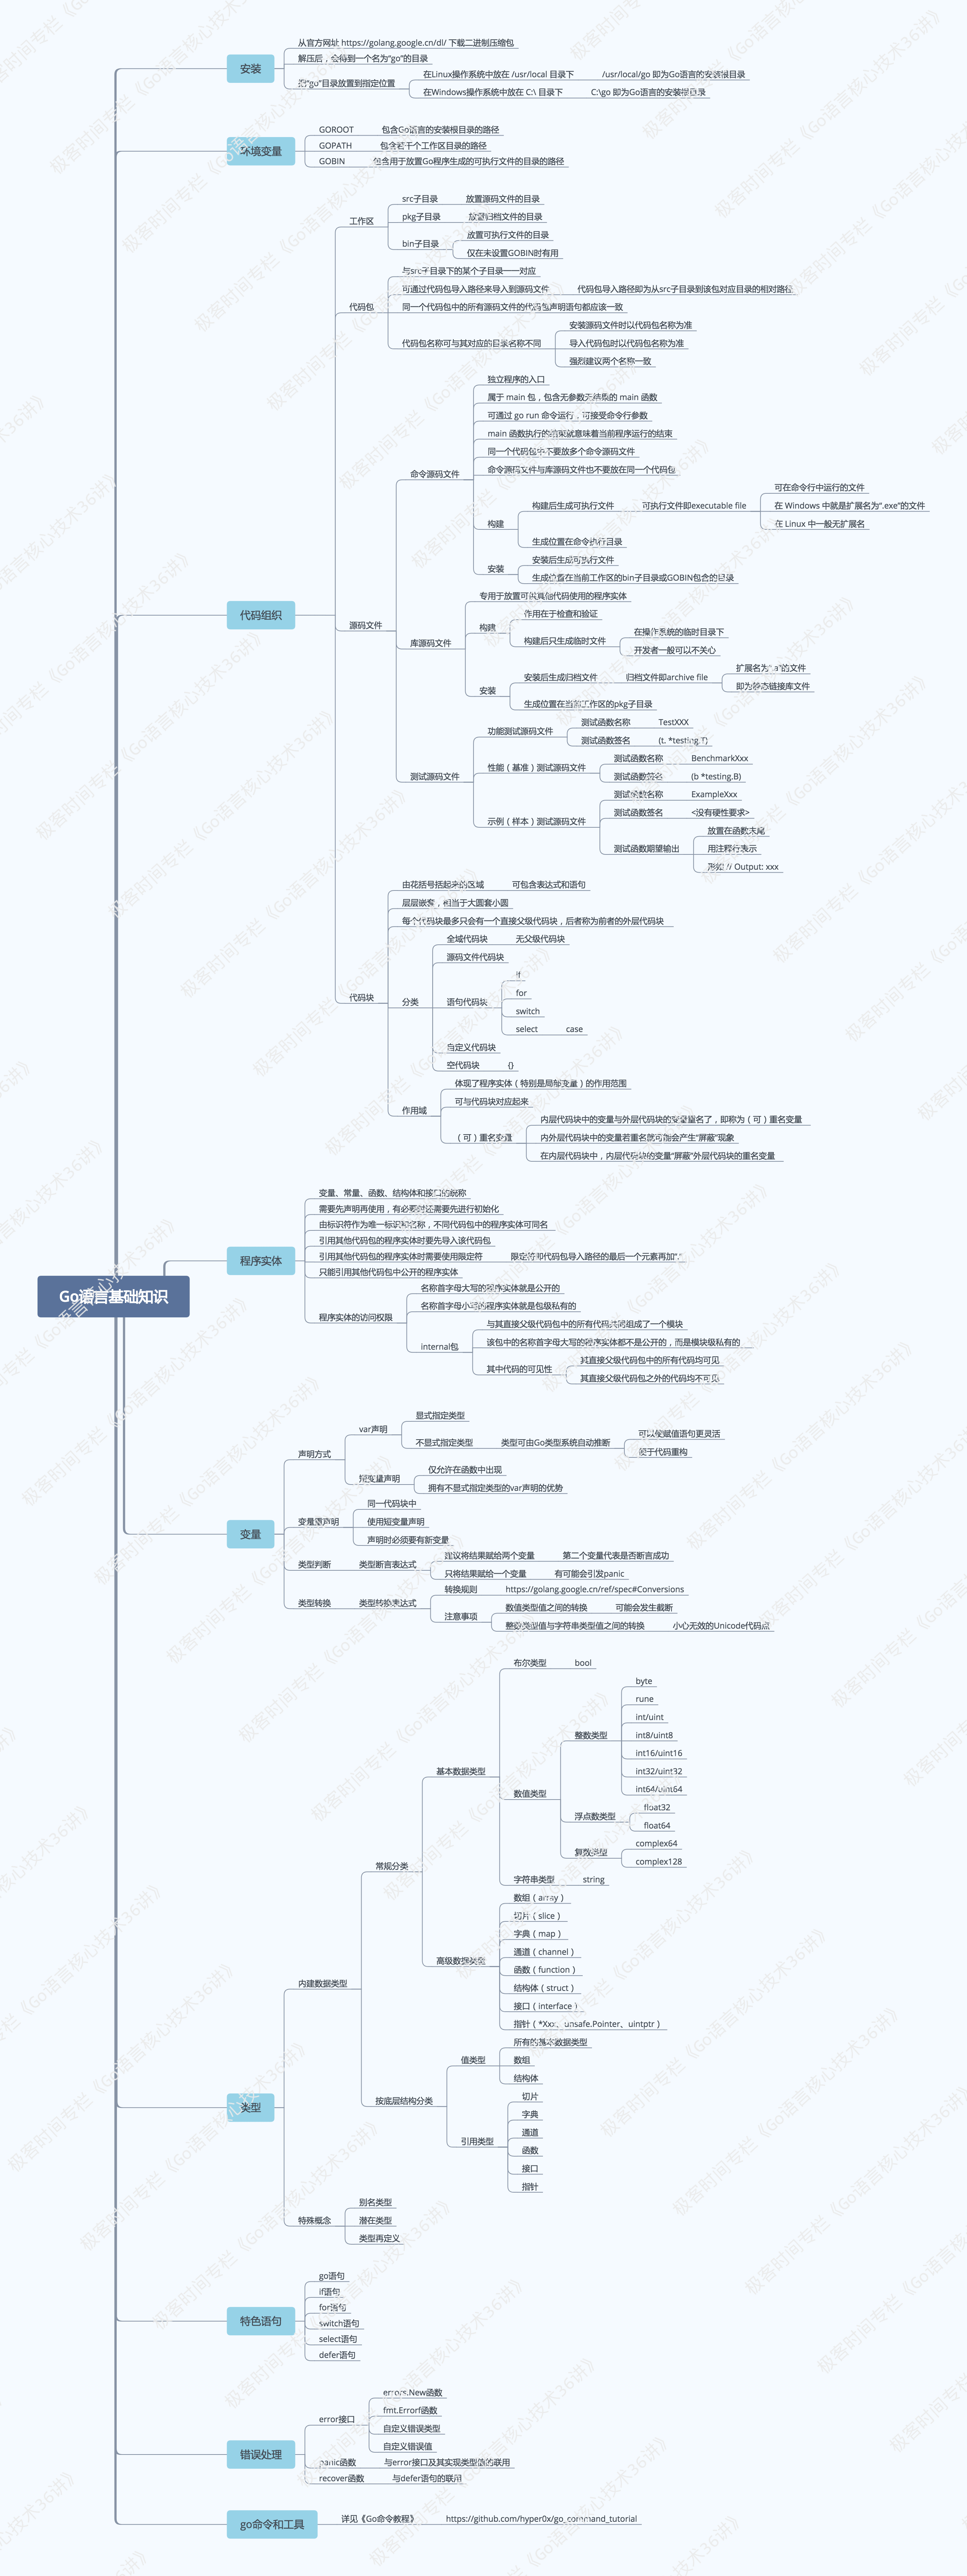 Go语言基础知识
安装
从官方网址 https://golang.google.cn/dl/ 下载二进制压缩包
解压后，会得到一个名为“go”的目录
把“go”目录放置到指定位置
在Linux操作系统中放在 /usr/local 目录下
/usr/local/go 即为Go语言的安装根目录
在Windows操作系统中放在 C:\ 目录下
C:\go 即为Go语言的安装根目录
环境变量
GOROOT
包含Go语言的安装根目录的路径
GOPATH
包含若干个工作区目录的路径
GOBIN
包含用于放置Go程序生成的可执行文件的目录的路径
代码组织
工作区
src子目录
放置源码文件的目录
pkg子目录
放置归档文件的目录
bin子目录
放置可执行文件的目录
仅在未设置GOBIN时有用
代码包
与src子目录下的某个子目录一一对应
可通过代码包导入路径来导入到源码文件
代码包导入路径即为从src子目录到该包对应目录的相对路径
同一个代码包中的所有源码文件的代码包声明语句都应该一致
代码包名称可与其对应的目录名称不同
安装源码文件时以代码包名称为准
导入代码包时以代码包名称为准
强烈建议两个名称一致
源码文件
命令源码文件
独立程序的入口
属于 main 包，包含无参数无结果的 main 函数
可通过 go run 命令运行，可接受命令行参数
main 函数执行的结束就意味着当前程序运行的结束
同一个代码包中不要放多个命令源码文件
命令源码文件与库源码文件也不要放在同一个代码包
构建
构建后生成可执行文件
可执行文件即executable file
可在命令行中运行的文件
在 Windows 中就是扩展名为“.exe”的文件
在 Linux 中一般无扩展名
生成位置在命令执行目录
安装
安装后生成可执行文件
生成位置在当前工作区的bin子目录或GOBIN包含的目录
库源码文件
专用于放置可供其他代码使用的程序实体
构建
作用在于检查和验证
构建后只生成临时文件
在操作系统的临时目录下
开发者一般可以不关心
安装
安装后生成归档文件
归档文件即archive file
扩展名为“.a”的文件
即为静态链接库文件
生成位置在当前工作区的pkg子目录
测试源码文件
功能测试源码文件
测试函数名称
TestXXX
测试函数签名
(t. *testing.T)
性能（基准）测试源码文件
测试函数名称
BenchmarkXxx
测试函数签名
(b *testing.B)
示例（样本）测试源码文件
测试函数名称
ExampleXxx
测试函数签名
<没有硬性要求>
测试函数期望输出
放置在函数末尾
用注释行表示
形如 // Output: xxx
代码块
由花括号括起来的区域
可包含表达式和语句
层层嵌套，相当于大圆套小圆
每个代码块最多只会有一个直接父级代码块，后者称为前者的外层代码块
分类
全域代码块
无父级代码块
源码文件代码块
语句代码块
if
for
switch
select
case
自定义代码块
空代码块
{}
作用域
体现了程序实体（特别是局部变量）的作用范围
可与代码块对应起来
（可）重名变量
内层代码块中的变量与外层代码块的变量重名了，即称为（可）重名变量
内外层代码块中的变量若重名就可能会产生“屏蔽”现象
在内层代码块中，内层代码块的变量“屏蔽”外层代码块的重名变量
程序实体
变量、常量、函数、结构体和接口的统称
需要先声明再使用，有必要时还需要先进行初始化
由标识符作为唯一标识和名称，不同代码包中的程序实体可同名
引用其他代码包的程序实体时要先导入该代码包
引用其他代码包的程序实体时需要使用限定符
限定符即代码包导入路径的最后一个元素再加“.”
只能引用其他代码包中公开的程序实体
程序实体的访问权限
名称首字母大写的程序实体就是公开的
名称首字母小写的程序实体就是包级私有的
internal包
与其直接父级代码包中的所有代码共同组成了一个模块
该包中的名称首字母大写的程序实体都不是公开的，而是模块级私有的
其中代码的可见性
其直接父级代码包中的所有代码均可见
其直接父级代码包之外的代码均不可见
变量
声明方式
var声明
显式指定类型
不显式指定类型
类型可由Go类型系统自动推断
可以使赋值语句更灵活
便于代码重构
短变量声明
仅允许在函数中出现
拥有不显式指定类型的var声明的优势
变量重声明
同一代码块中
使用短变量声明
声明时必须要有新变量
类型判断
类型断言表达式
建议将结果赋给两个变量
第二个变量代表是否断言成功
只将结果赋给一个变量
有可能会引发panic
类型转换
类型转换表达式
转换规则
https://golang.google.cn/ref/spec#Conversions
注意事项
数值类型值之间的转换
可能会发生截断
整数类型值与字符串类型值之间的转换
小心无效的Unicode代码点
类型
内建数据类型
常规分类
基本数据类型
布尔类型
bool
数值类型
整数类型
byte
rune
int/uint
int8/uint8
int16/uint16
int32/uint32
int64/uint64
浮点数类型
float32
float64
复数类型
complex64
complex128
字符串类型
string
高级数据类型
数组（array）
切片（slice）
字典（map）
通道（channel）
函数（function）
结构体（struct）
接口（interface）
指针（*Xxx、unsafe.Pointer、uintptr）
按底层结构分类
值类型
所有的基本数据类型
数组
结构体
引用类型
切片
字典
通道
函数
接口
指针
特殊概念
别名类型
潜在类型
类型再定义
特色语句
go语句
if语句
for语句
switch语句
select语句
defer语句
错误处理
error接口
errors.New函数
fmt.Errorf函数
自定义错误类型
自定义错误值
panic函数
与error接口及其实现类型值的联用
recover函数
与defer语句的联用
go命令和工具
详见《Go命令教程》
https://github.com/hyper0x/go_command_tutorial
极客时间专栏《Go语言核心技术36讲》